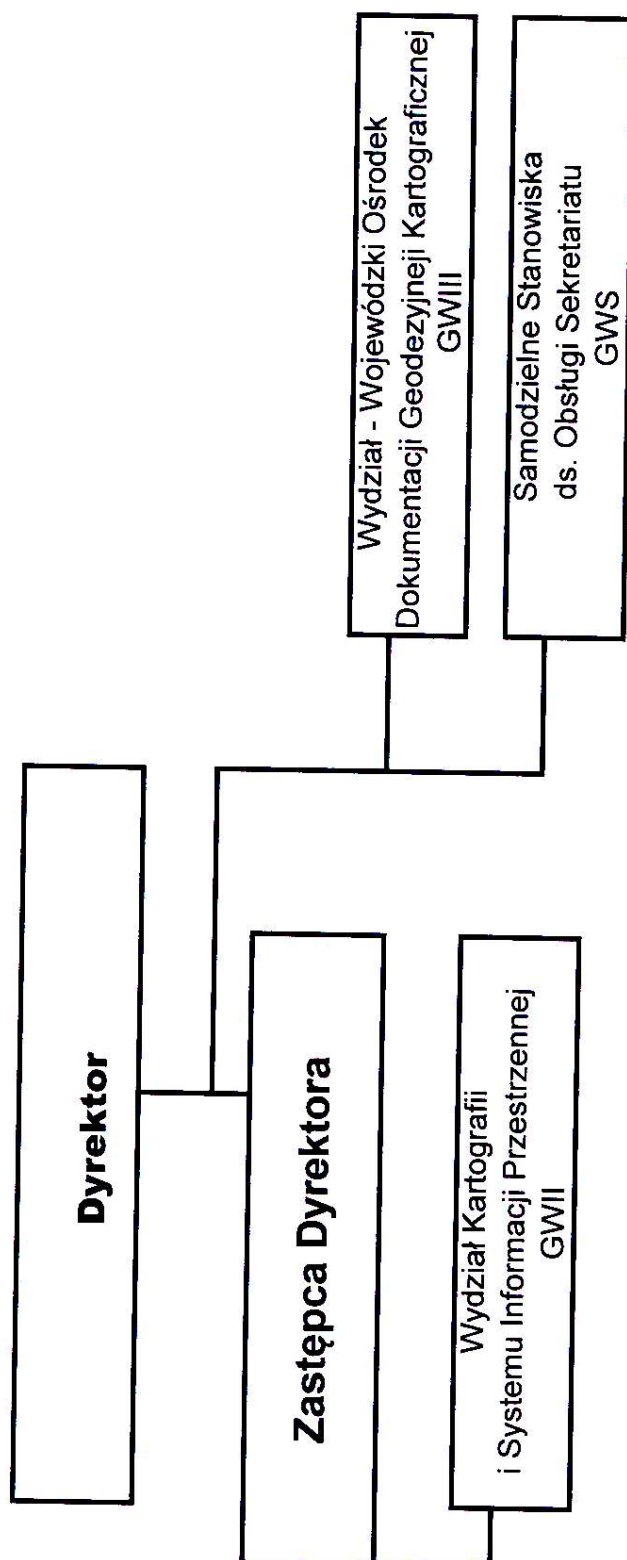 Dyrektor
Zastępca Dyrektora
Wydział Kartografii
i Systemu Informacji Przestrzennej
GWII
Wydział - Wojewódzki Ośrodek
Dokumentacji Geodezyjneji Kartograficznej
GWIII
Samodzielne Stanowiska
ds. Obsługi Sekretariatu
GWS